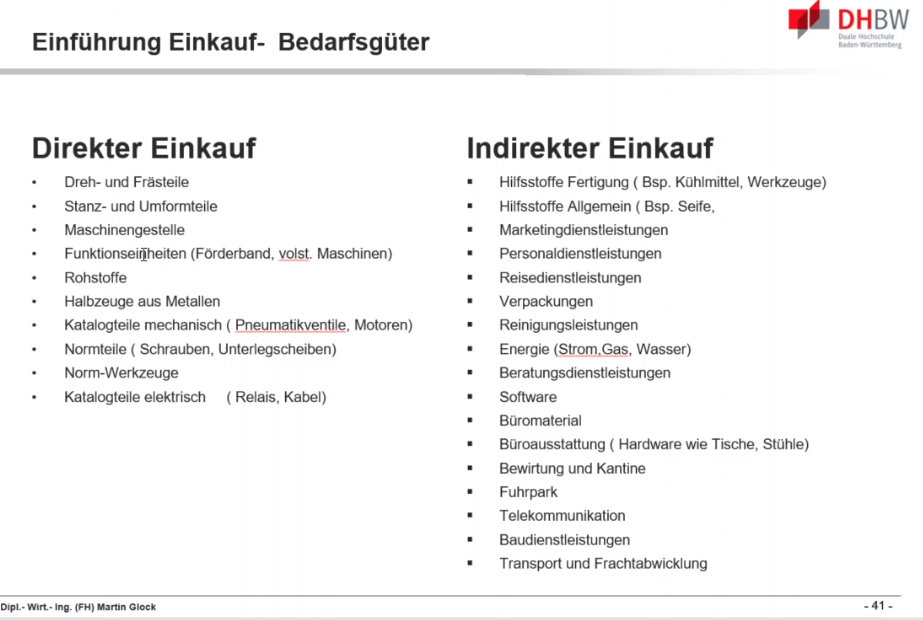 Einführung Einkauf- Bedarfsgüter
DHBW
Duale Hochschule
Baden-Württemberg
Direkter Einkauf
• Dreh- und Frästeile
• Stanz- und Umformteile
• Maschinengestelle
• Funktionseinheiten (Förderband, volst. Maschinen)
• Rohstoffe
• Halbzeuge aus Metallen
• Katalogteile mechanisch ( Pneumatikventile, Motoren)
• Normteile ( Schrauben, Unterlegscheiben)
• Norm-Werkzeuge
• Katalogteile elektrisch ( Relais, Kabel)
Indirekter Einkauf
▪ Hilfsstoffe Fertigung ( Bsp. Kühlmittel, Werkzeuge)
▪ Hilfsstoffe Allgemein ( Bsp. Seife,
▪ Marketingdienstleistungen
▪ Personaldienstleistungen
▪ Reisedienstleistungen
▪ Verpackungen
▪ Reinigungsleistungen
▪ Energie (Strom,Gas, Wasser)
▪ Beratungsdienstleistungen
▪ Software
▪ Büromaterial
▪ Büroausstattung ( Hardware wie Tische, Stühle)
▪ Bewirtung und Kantine
▪ Fuhrpark
▪ Telekommunikation
▪ Baudienstleistungen
▪ Transport und Frachtabwicklung
Dipl.- Wirt.- Ing. (FH) Martin Glock
- 41 -